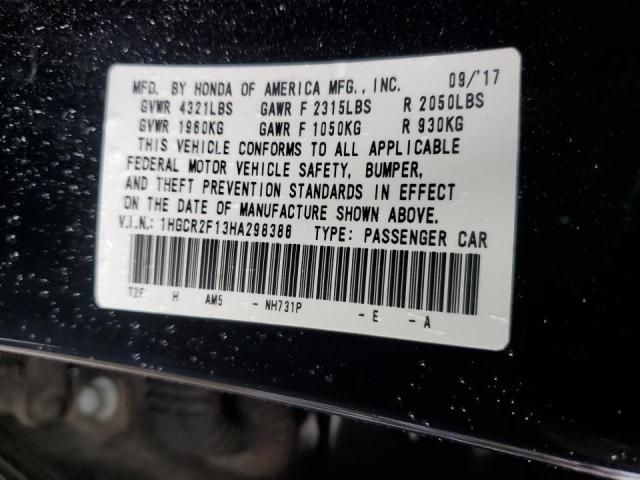 MFD. BY HONDA OF AMERICA MFG., INC. 09/'17
GVWR 4321LBS GAWR F 2315LBS R 2050LBS
GVWR 1960KG GAWR F 1050KG R 930KG
THIS VEHICLE CONFORMS TO ALL APPLICABLE
FEDERAL MOTOR VEHICLE SAFETY, BUMPER,
AND THEFT PREVENTION STANDARDS IN EFFECT
ON THE DATE OF MANUFACTURE SHOWN ABOVE.
V.I.N.: 1HGCR2F13HA298388 TYPE: PASSENGER CAR
T2F H AM5 - NH731P - E - A